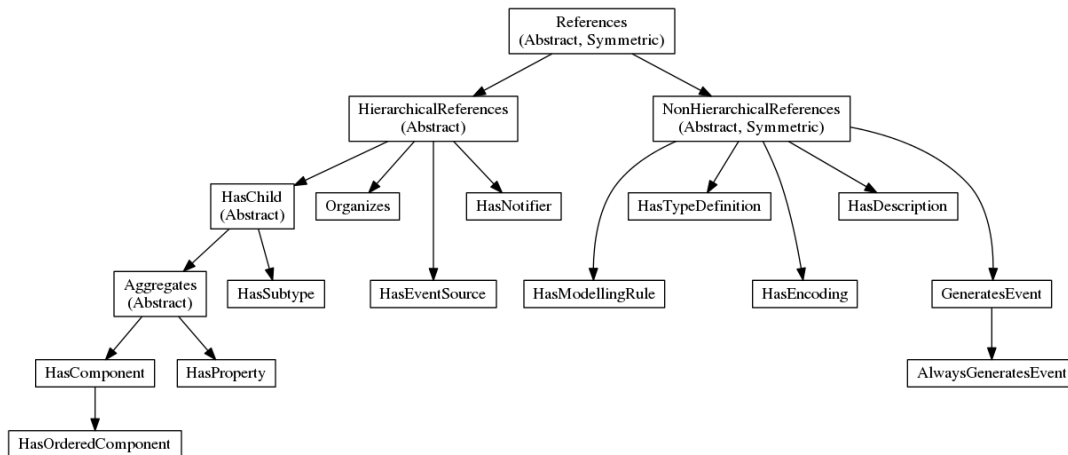 References
(Abstract, Symmetric)
HierarchicalReferences
(Abstract)
NonHierarchicalReferences
(Abstract, Symmetric)
HasChild
(Abstract)
Organizes
HasNotifier
HasTypeDefinition
HasDescription
Aggregates
(Abstract)
HasSubtype
HasEventSource
HasModellingRule
HasEncoding
GeneratesEvent
HasComponent
HasProperty
AlwaysGeneratesEvent
HasOrderedComponent